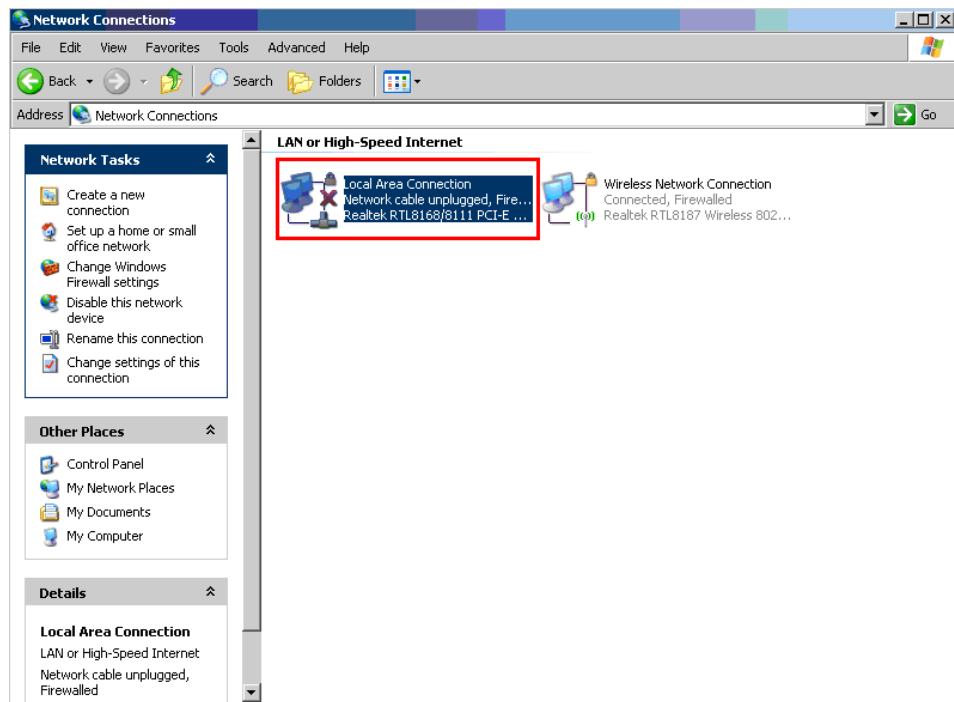 Network Connections
File Edit View Favorites Tools Advanced Help
Back Search Folders
Address Network Connections Go
Network Tasks
Create a new
connection
Set up a home or small
office network
Change Windows
Firewall settings
Disable this network
device
Rename this connection
Change settings of this
connection
Other Places
Control Panel
My Network Places
My Documents
My Computer
Details
Local Area Connection
LAN or High-Speed Internet
Network cable unplugged,
Firewalled
LAN or High-Speed Internet
Local Area Connection
Network cable unplugged, Fire...
Realtek RTL8168/8111 PCI-E ...
Wireless Network Connection
Connected, Firewalled
Realtek RTL8187 Wireless 802...